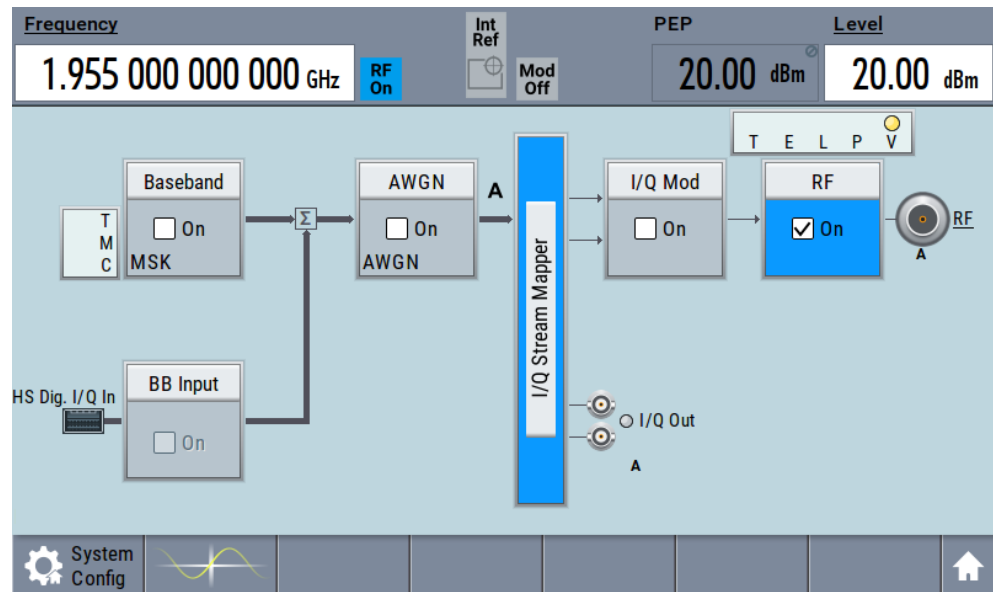 Frequency
Int
Ref
PEP
Level
1.955 000 000 000 GHz
RF
On
Mod
Off
20.00 dBm
20.00 dBm
T E L P V
Baseband
AWGN
A
I/Q Mod
RF
T
M
C
On
MSK
Σ
On
AWGN
I/Q Stream Mapper
On
On
RF
A
HS Dig. I/Q In
BB Input
On
I/Q Out
A
System
Config